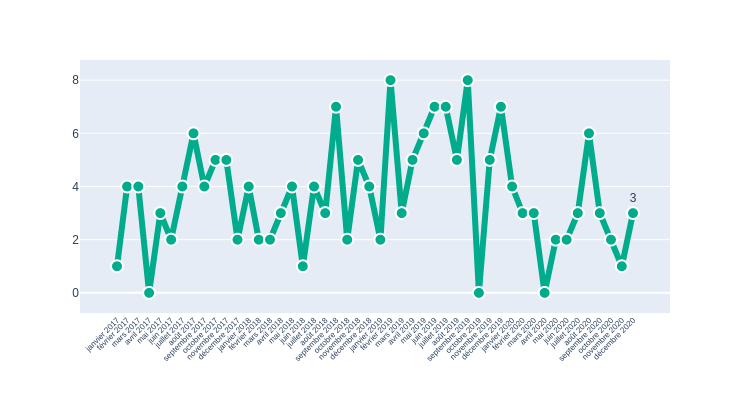 8
6
4
2
0
3
janvier 2017
février 2017
mars 2017
avril 2017
mai 2017
juin 2017
juillet 2017
août 2017
septembre 2017
octobre 2017
novembre 2017
décembre 2017
janvier 2018
février 2018
mars 2018
avril 2018
mai 2018
juin 2018
juillet 2018
août 2018
septembre 2018
octobre 2018
novembre 2018
décembre 2018
janvier 2019
février 2019
mars 2019
avril 2019
mai 2019
juin 2019
juillet 2019
août 2019
septembre 2019
octobre 2019
novembre 2019
décembre 2019
janvier 2020
février 2020
mars 2020
avril 2020
mai 2020
juin 2020
juillet 2020
août 2020
septembre 2020
octobre 2020
novembre 2020
décembre 2020